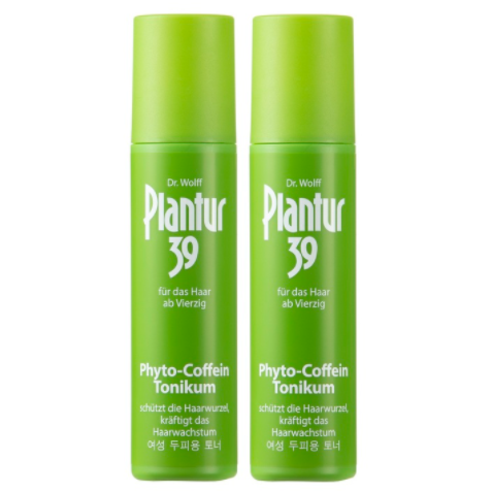 Dr. Wolff
Plantur
39
für das Haar
ab Vierzig
Phyto-Coffein
Tonikum
schützt die Haarwurzel,
kräftigt das
Haarwachstum
여성 두피용 토너
Dr. Wolff
Plantur
39
für das Haar
ab Vierzig
Phyto-Coffein
Tonikum
schützt die Haarwurzel,
kräftigt das
Haarwachstum
여성 두피용 토너